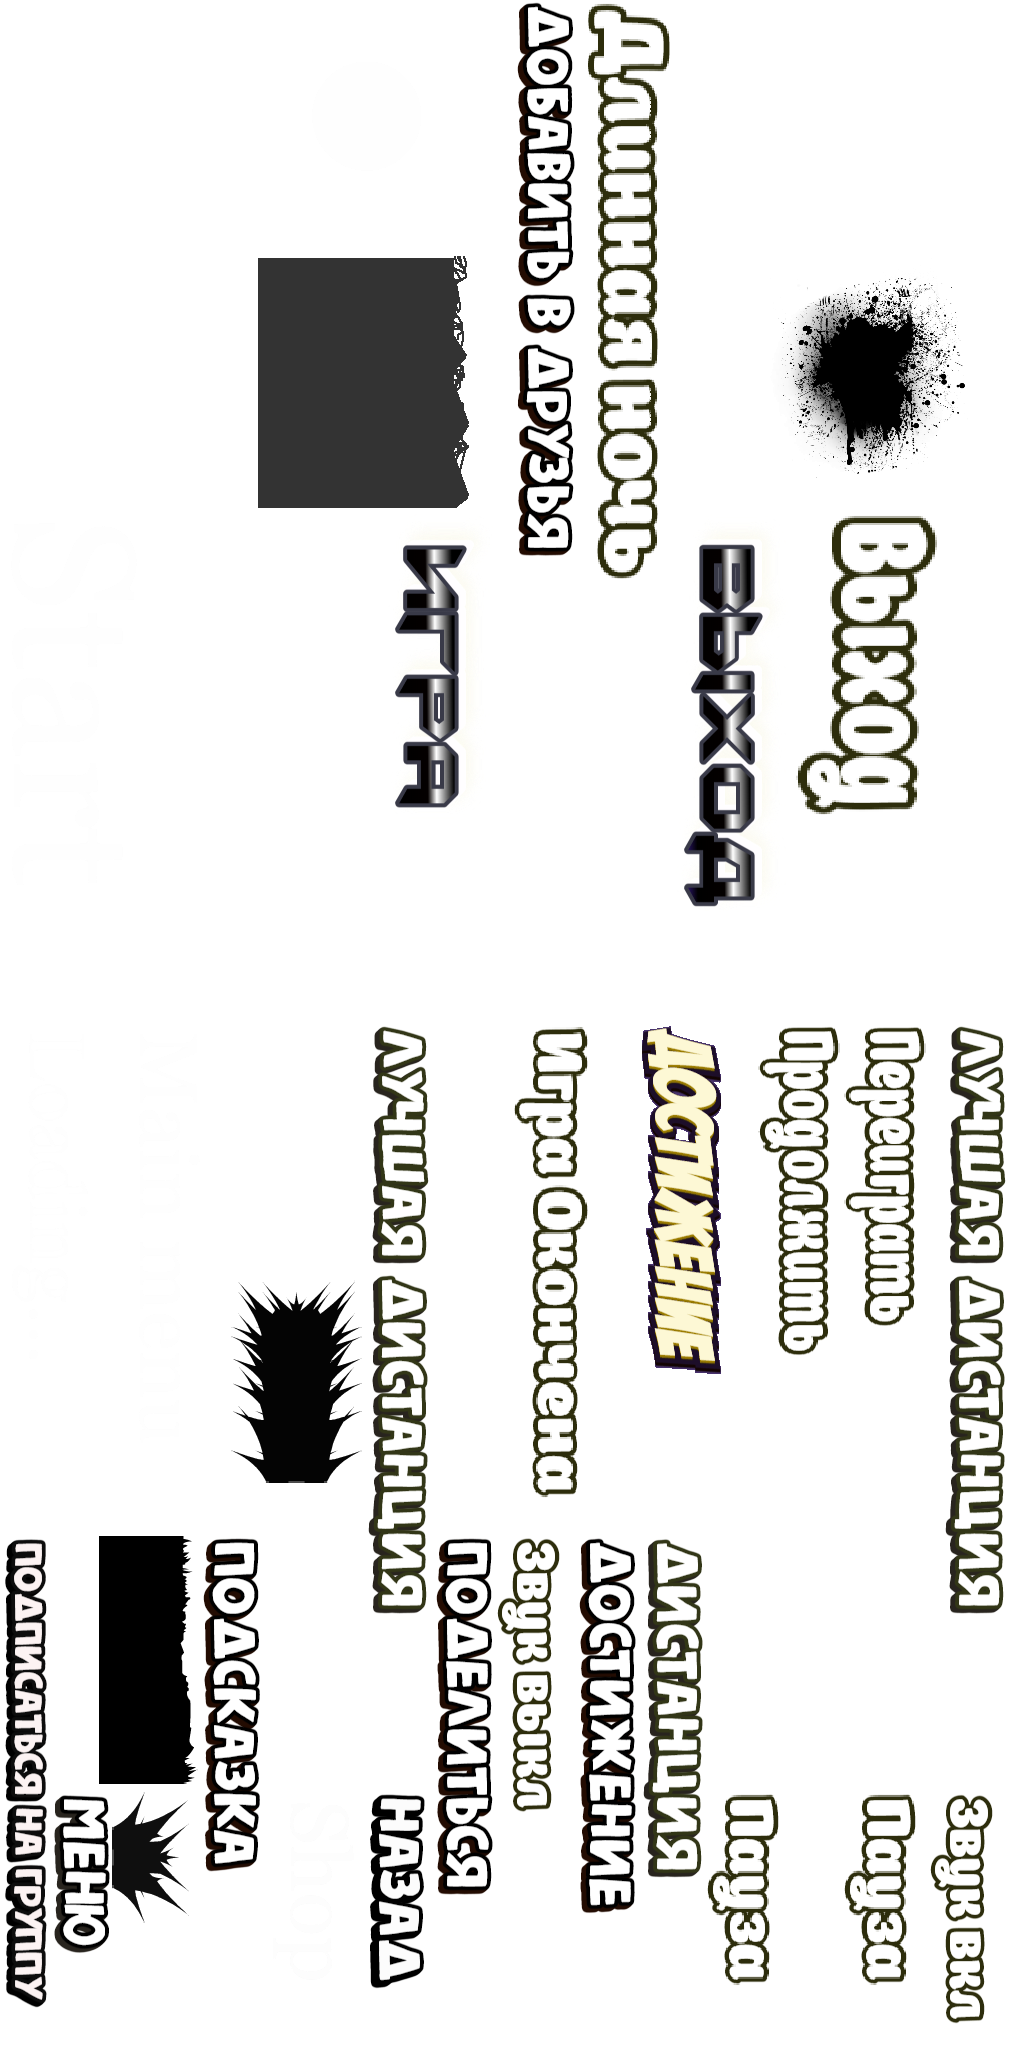 Длинная ночь
ДОБАВИТЬ В ДРУЗЬЯ
Выход
ВЫХОД
ИГРА
ЛУЧШАЯ ДИСТАНЦИЯ
Переиграть
Продолжить
ДОСТИЖЕНИЕ
Игра Окончена
ЛУЧШАЯ ДИСТАНЦИЯ
ДИСТАНЦИЯ
ДОСТИЖЕНИЕ
Звук выкл
ПОДЕЛИТЬСЯ
ПОДСКАЗКА
ПОДПИСАТЬСЯ НА ГРУППУ
Звук вкл
Пауза
Пауза
НАЗАД
Shop
МЕНЮ